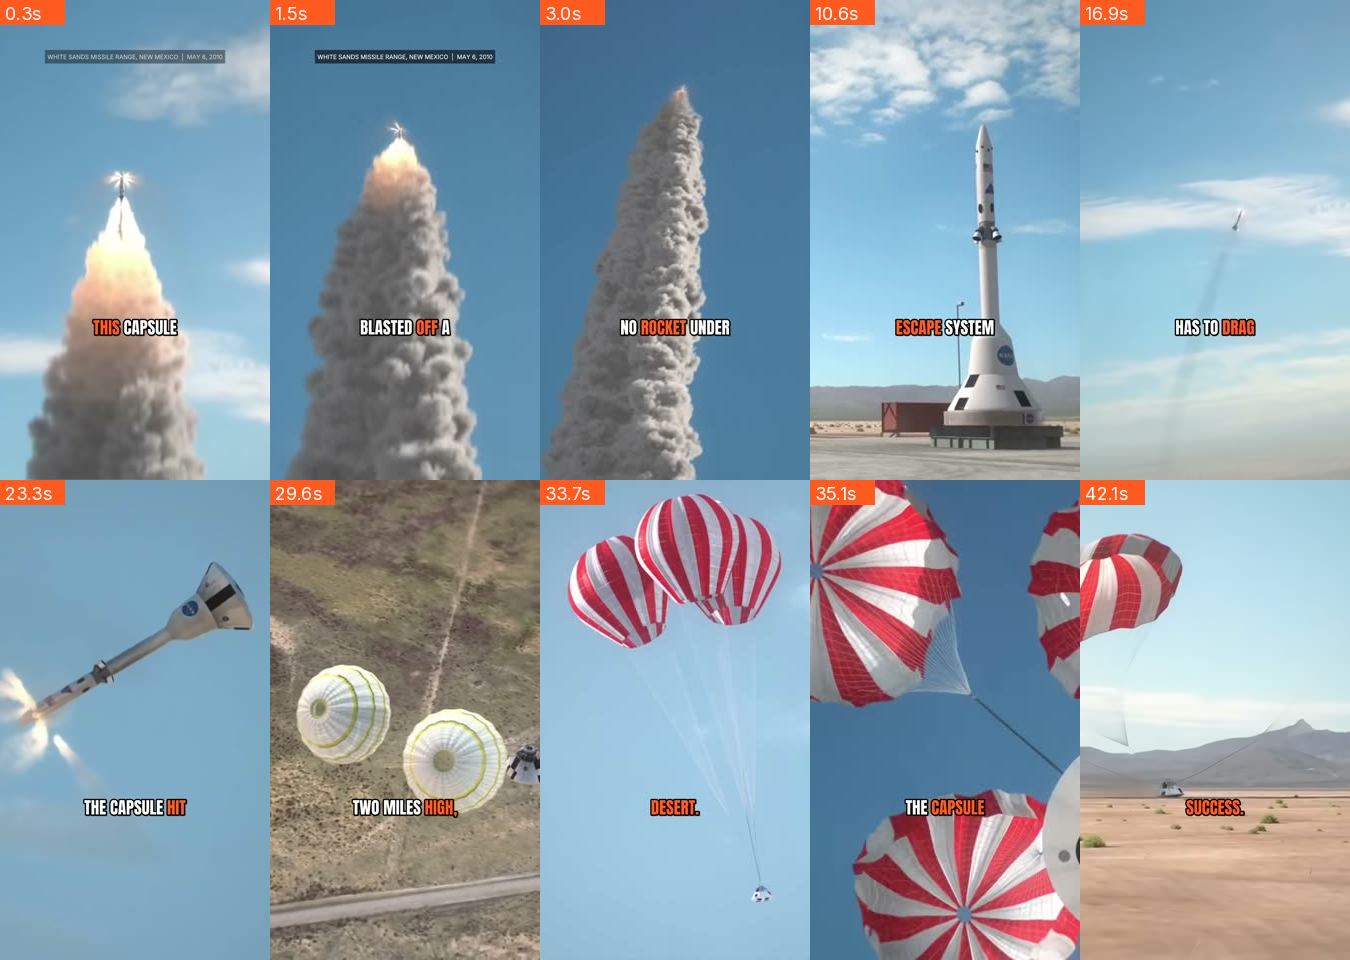 0.3s
WHITE SANDS MISSILE RANGE, NEW MEXICO | MAY 6, 2010
THIS CAPSULE
1.5s
WHITE SANDS MISSILE RANGE, NEW MEXICO | MAY 6, 2010
BLASTED OFF A
3.0s
NO ROCKET UNDER
10.6s
NASA
ESCAPE SYSTEM
16.9s
HAS TO DRAG
23.3s
NASA
THE CAPSULE HIT
29.6s
TWO MILES HIGH,
33.7s
DESERT.
35.1s
THE CAPSULE
42.1s
SUCCESS.